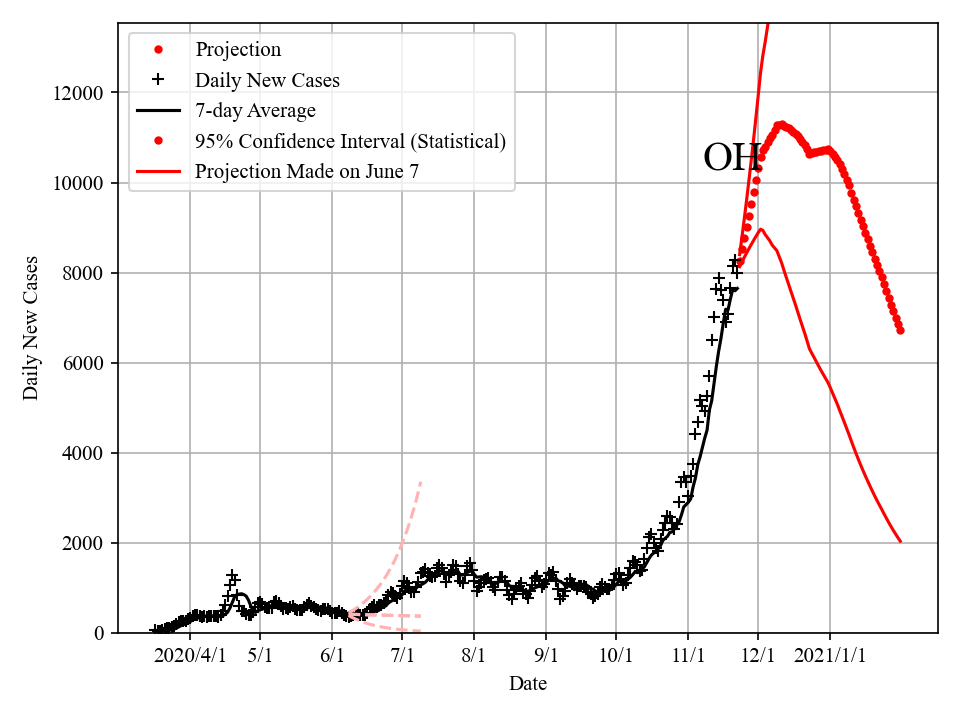 Projection
Daily New Cases
7-day Average
95% Confidence Interval (Statistical)
Projection Made on June 7
OH
12000
10000
8000
6000
4000
2000
0
Daily New Cases
2020/4/1 5/1 6/1 7/1 8/1 9/1 10/1 11/1 12/1 2021/1/1
Date